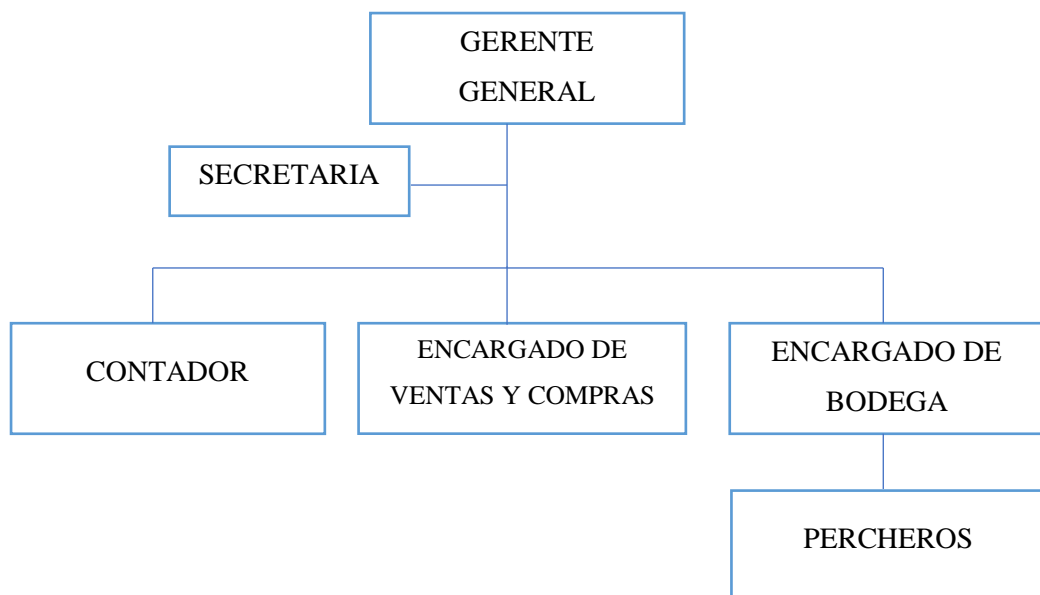 GERENTE
GENERAL
SECRETARIA
CONTADOR
ENCARGADO DE
VENTAS Y COMPRAS
ENCARGADO DE
BODEGA
PERCHEROS